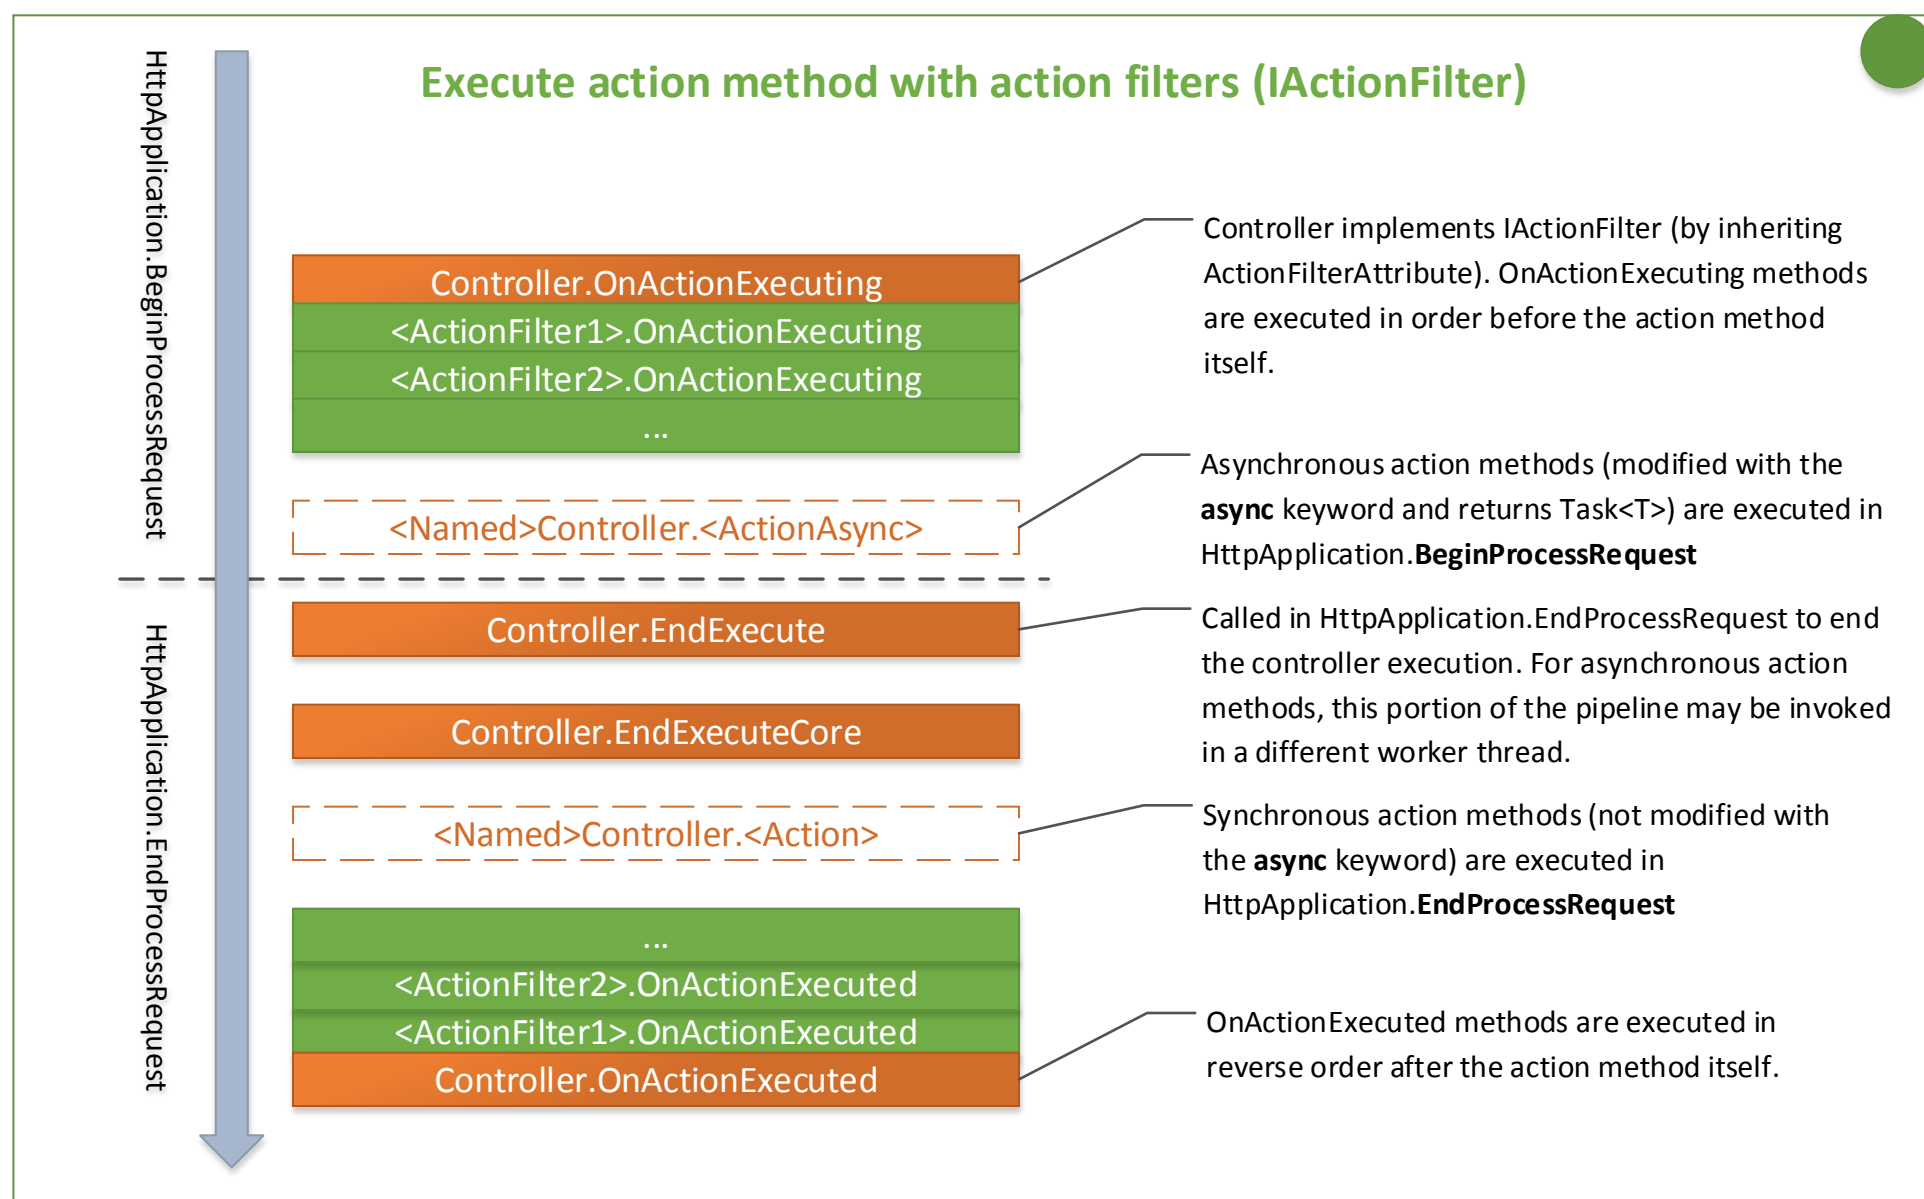 Execute action method with action filters (IActionFilter)
HttpApplication.BeginProcessRequest
Controller.OnActionExecuting
<ActionFilter1>.OnActionExecuting
<ActionFilter2>.OnActionExecuting
...
Controller implements IActionFilter (by inheriting
ActionFilterAttribute). OnActionExecuting methods
are executed in order before the action method
itself.
<Named>Controller.<ActionAsync>
Asynchronous action methods (modified with the
async keyword and returns Task<T>) are executed in
HttpApplication.BeginProcessRequest
HttpApplication.EndProcessRequest
Controller.EndExecute
Called in HttpApplication.EndProcessRequest to end
the controller execution. For asynchronous action
methods, this portion of the pipeline may be invoked
in a different worker thread.
Controller.EndExecuteCore
<Named>Controller.<Action>
Synchronous action methods (not modified with
the async keyword) are executed in
HttpApplication.EndProcessRequest
...
<ActionFilter2>.OnActionExecuted
<ActionFilter1>.OnActionExecuted
Controller.OnActionExecuted
OnActionExecuted methods are executed in
reverse order after the action method itself.